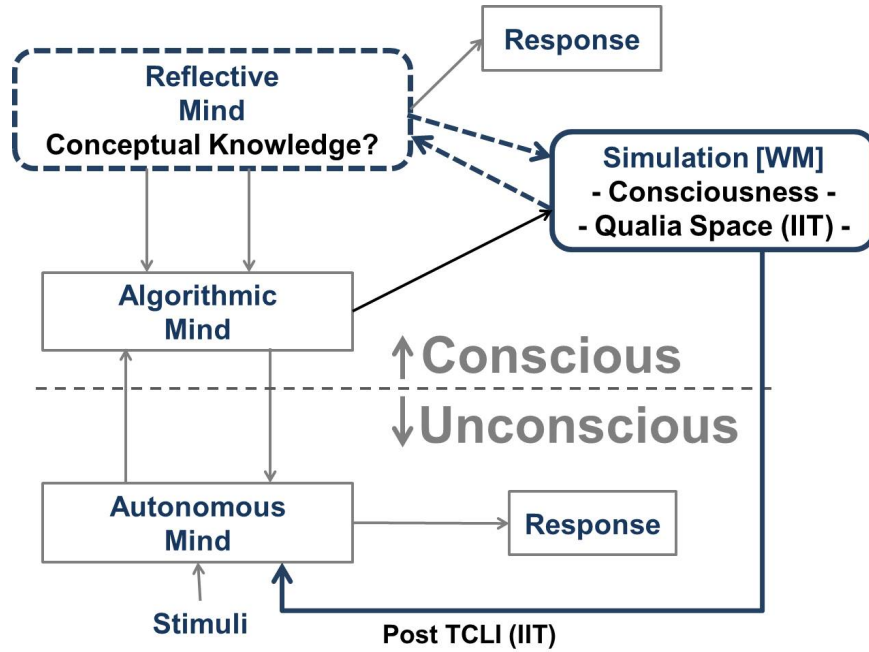 Response
Reflective
Mind
Conceptual Knowledge?
Simulation [WM]
- Consciousness -
- Qualia Space (IIT) -
Algorithmic
Mind
Conscious
Unconscious
Autonomous
Mind
Response
Stimuli
Post TCLI (IIT)